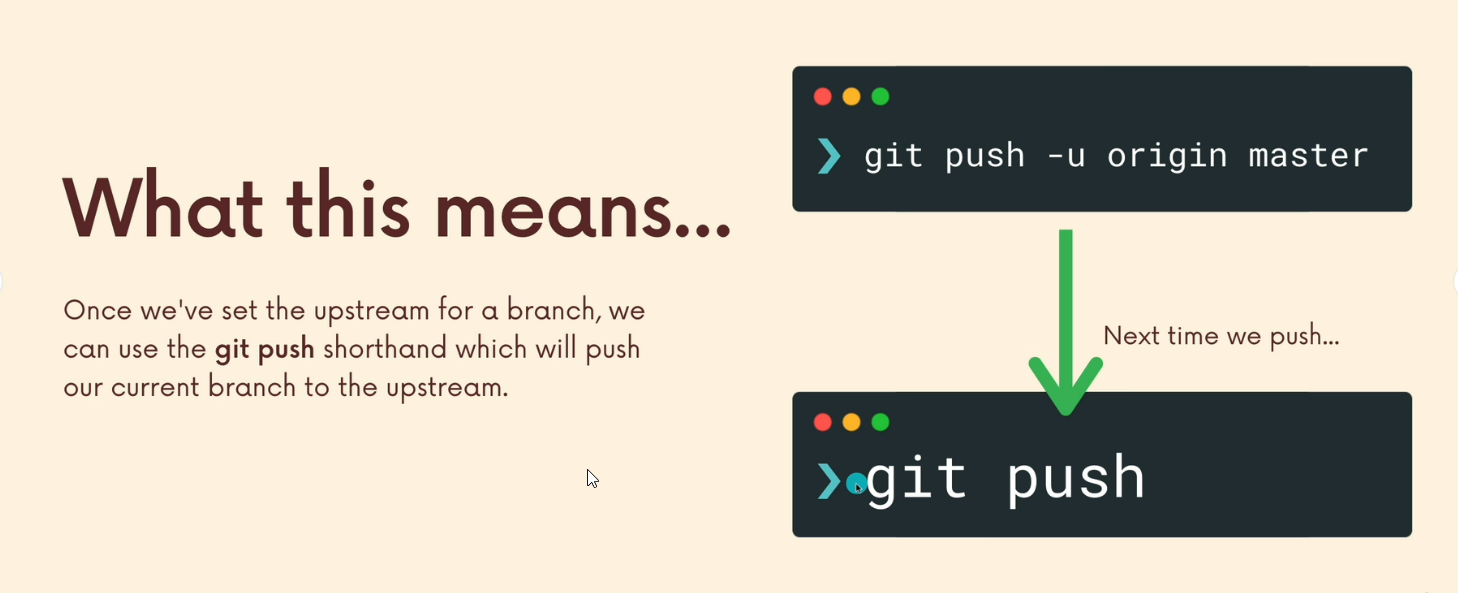 What this means...
Once we've set the upstream for a branch, we
can use the git push shorthand which will push
our current branch to the upstream.
❯ git push -u origin master
Next time we push...
❯ git push